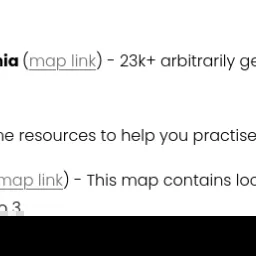 nia (map link) - 23k+ arbitrarily ge
ne resources to help you practise
map link) - This map contains loc
o 3.